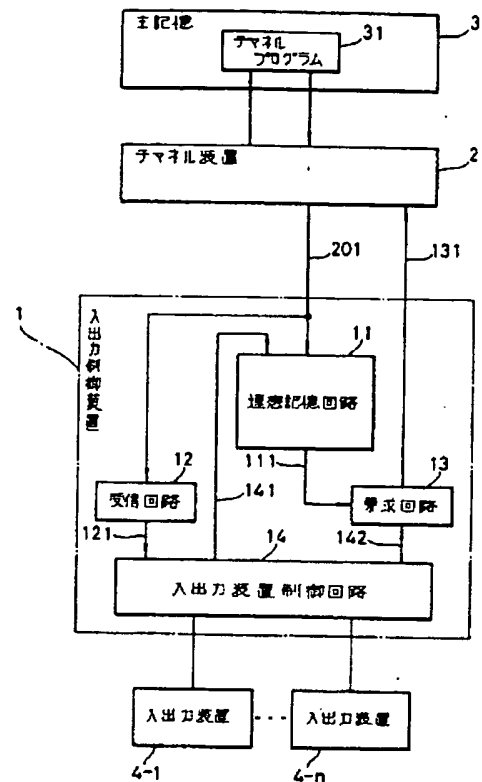 主記憶
3
チャネル
プログラム
31
チャネル装置
2
201
131
1
入出力制御装置
11
連想記憶回路
12
受信回路
111
13
要求回路
121
141
14
142
入出力装置制御回路
入出力装置
入出力装置
4-1
4-n